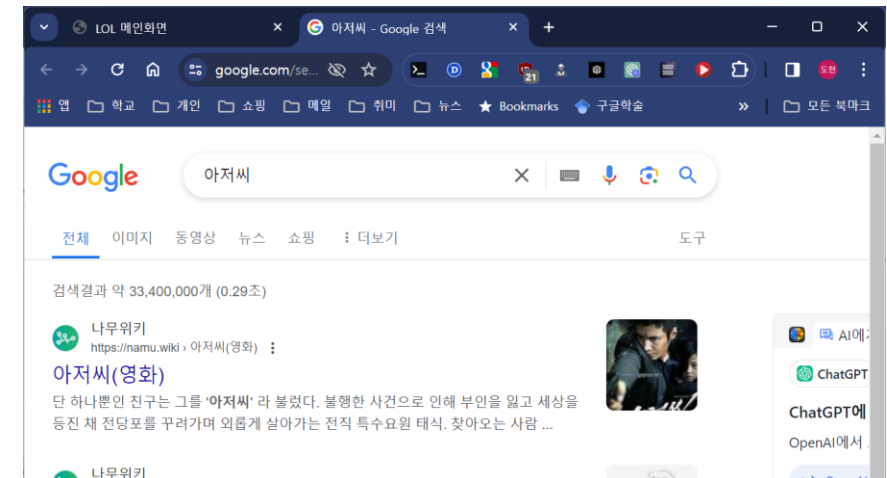 LOL 메인화면
아저씨 - Google 검색
google.com/se...
21
도현
앱 학교 개인 쇼핑 메일 취미 뉴스 Bookmarks 구글학술 » 모든 북마크
Google
아저씨
전체 이미지 동영상 뉴스 쇼핑 더보기 도구
검색결과 약 33,400,000개 (0.29초)
나무위키
https://namu.wiki › 아저씨(영화)
아저씨(영화)
단 하나뿐인 친구는 그를 '아저씨' 라 불렀다. 불행한 사건으로 인해 부인을 잃고 세상을
등진 채 전당포를 꾸려가며 외롭게 살아가는 전직 특수요원 태식. 찾아오는 사람 ...
AI에게
ChatGPT
ChatGPT에
OpenAI에서
나무위키